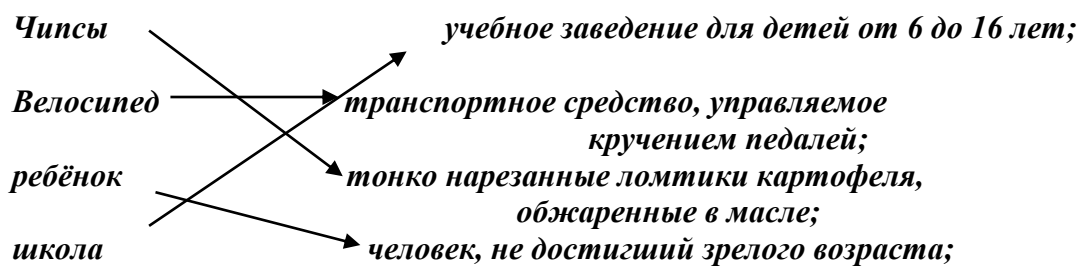 Чипсы учебное заведение для детей от 6 до 16 лет;
Велосипед транспортное средство, управляемое
кручением педалей;
ребёнок тонко нарезанные ломтики картофеля,
обжаренные в масле;
школа человек, не достигший зрелого возраста;